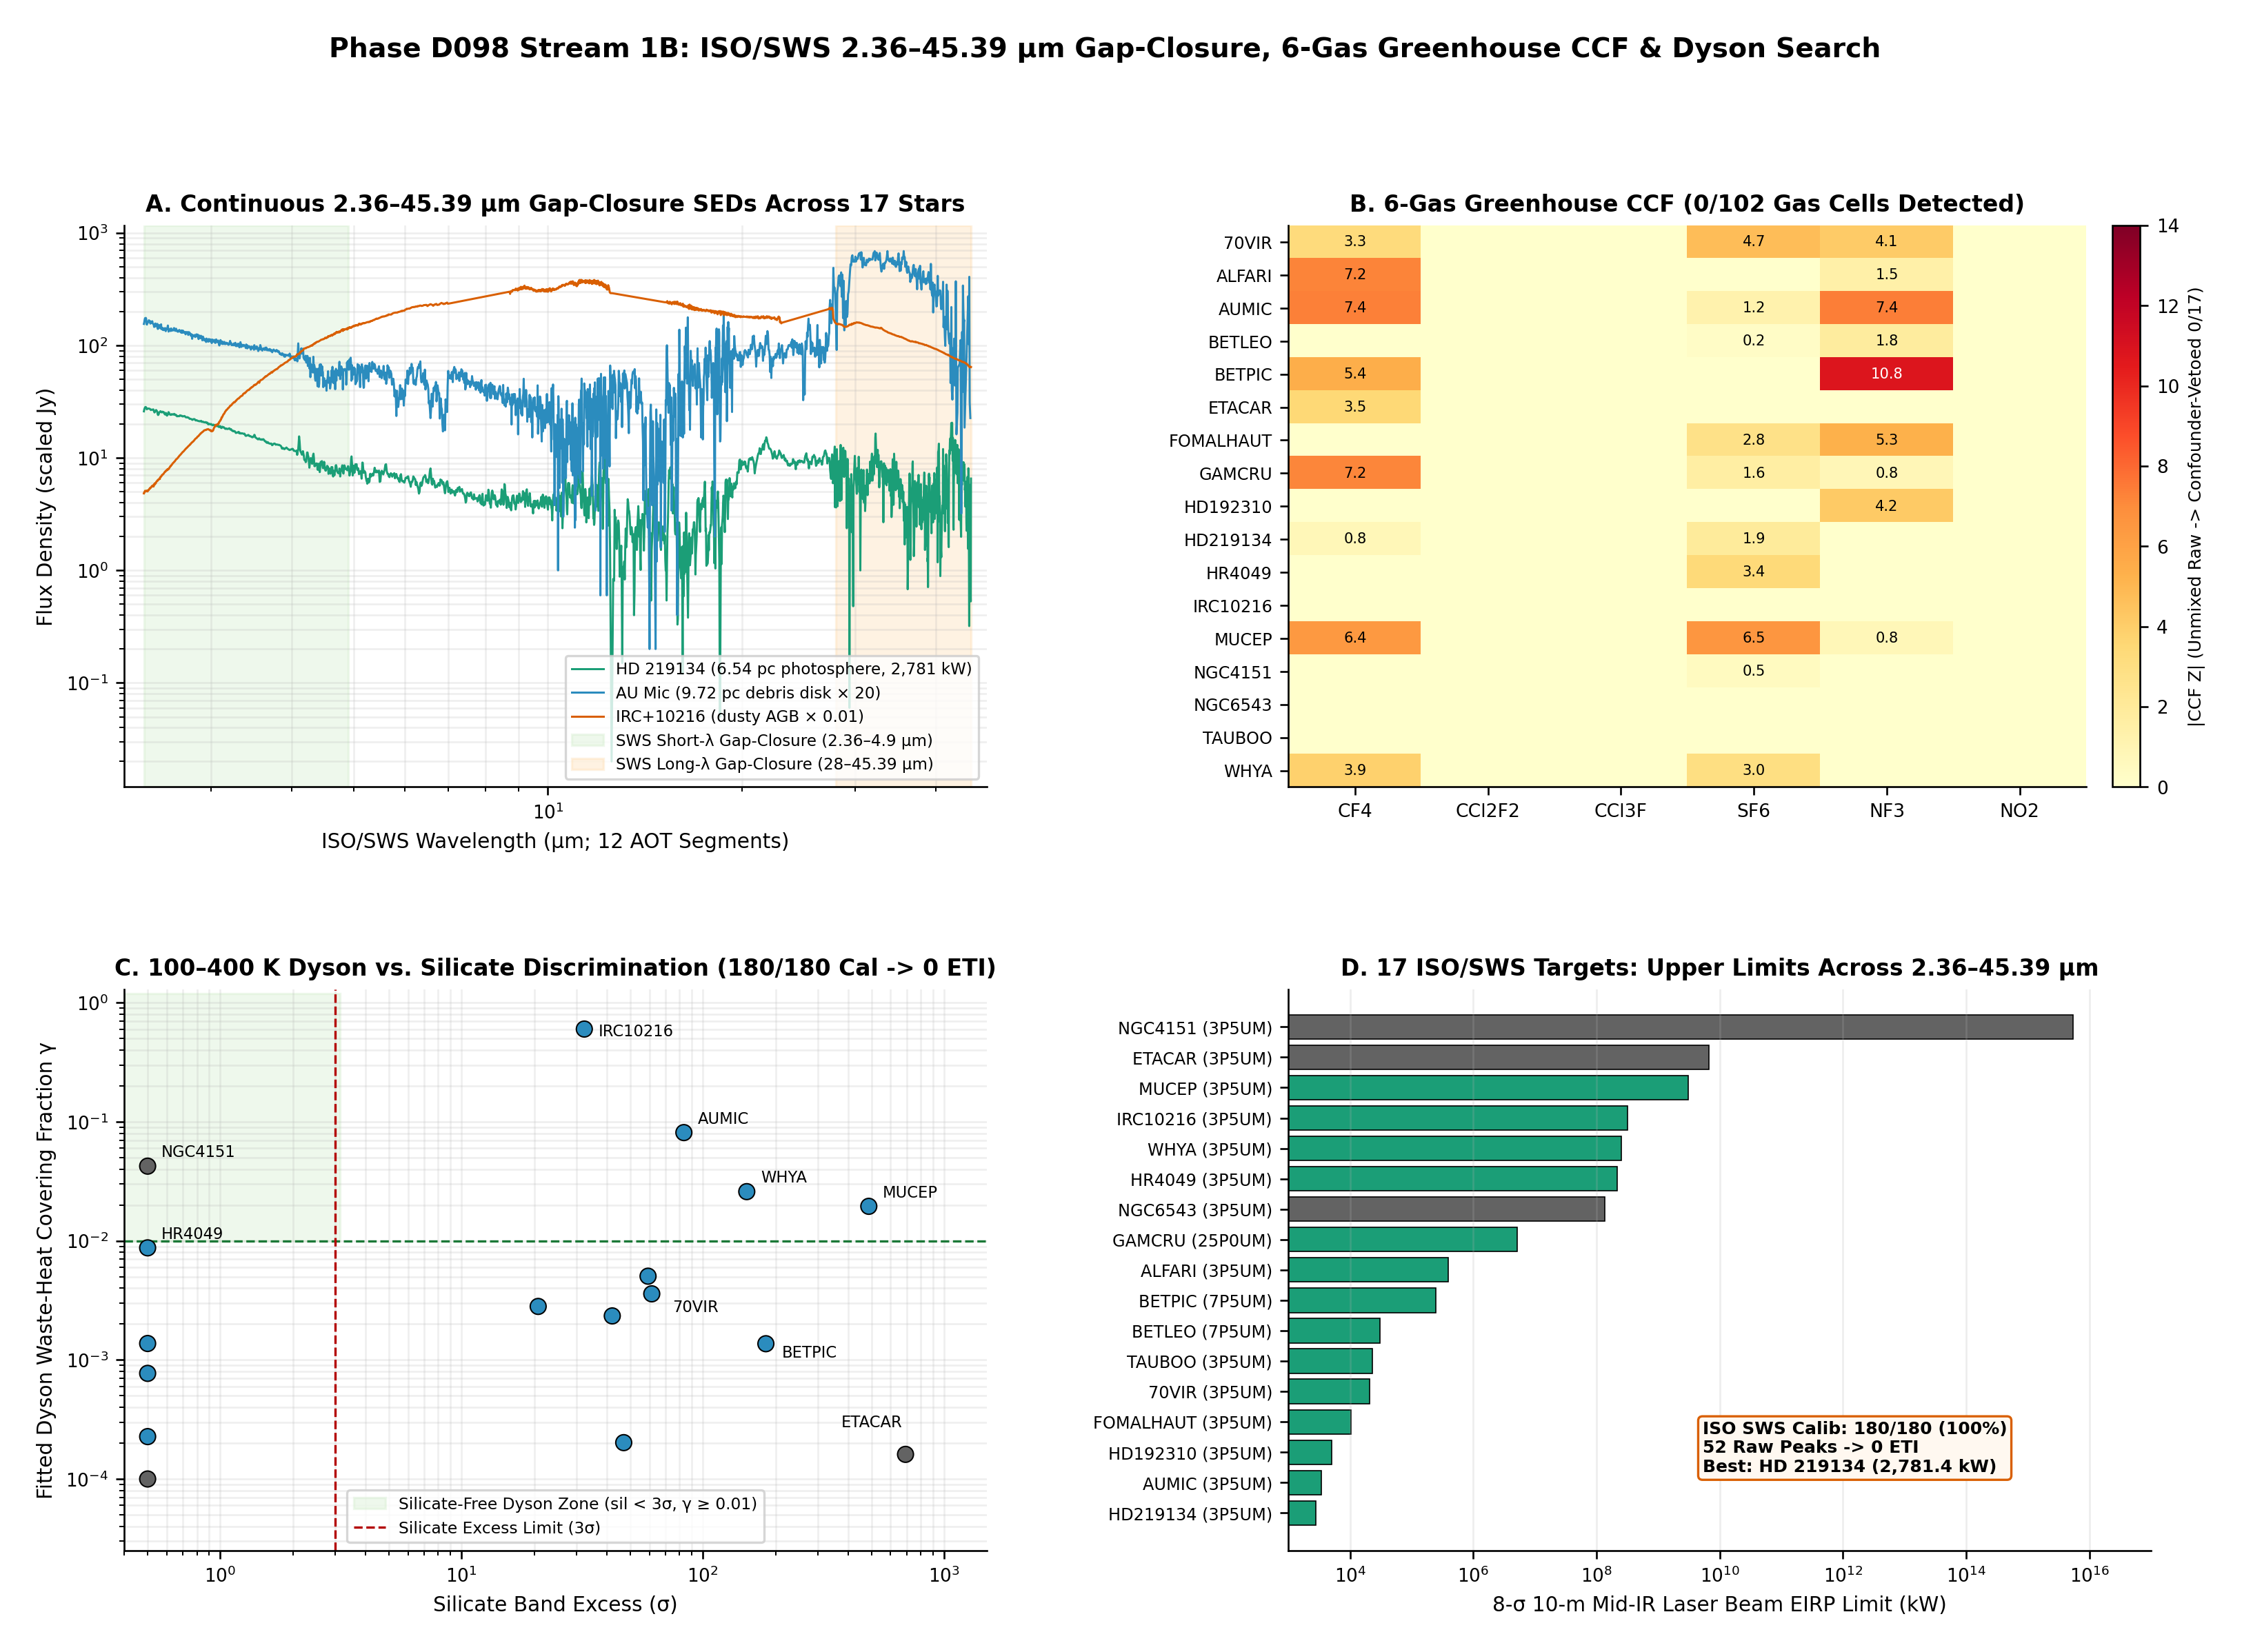 Phase D098 Stream 1B: ISO/SWS 2.36–45.39 µm Gap-Closure, 6-Gas Greenhouse CCF & Dyson Search
A. Continuous 2.36–45.39 µm Gap-Closure SEDs Across 17 Stars
Flux Density (scaled Jy)
10³
10²
10¹
10⁰
10⁻¹
HD 219134 (6.54 pc photosphere, 2,781 kW)
AU Mic (9.72 pc debris disk × 20)
IRC+10216 (dusty AGB × 0.01)
SWS Short-λ Gap-Closure (2.36–4.9 µm)
SWS Long-λ Gap-Closure (28–45.39 µm)
10¹
ISO/SWS Wavelength (µm; 12 AOT Segments)
B. 6-Gas Greenhouse CCF (0/102 Gas Cells Detected)
70VIR 3.3 4.7 4.1
ALFARI 7.2 1.5
AUMIC 7.4 1.2 7.4
BETLEO 0.2 1.8
BETPIC 5.4 10.8
ETACAR 3.5
FOMALHAUT 2.8 5.3
GAMCRU 7.2 1.6 0.8
HD192310 4.2
HD219134 0.8 1.9
HR4049 3.4
IRC10216
MUCEP 6.4 6.5 0.8
NGC4151 0.5
NGC6543
TAUBOO
WHYA 3.9 3.0
CF4 CCl2F2 CCl3F SF6 NF3 NO2
14
12
10
8
6
4
2
0
|CCF Z| (Unmixed Raw -> Confounder-Vetoed 0/17)
C. 100–400 K Dyson vs. Silicate Discrimination (180/180 Cal -> 0 ETI)
Fitted Dyson Waste-Heat Covering Fraction γ
10⁰
10⁻¹
10⁻²
10⁻³
10⁻⁴
IRC10216
AUMIC
NGC4151
WHYA
MUCEP
HR4049
70VIR
BETPIC
ETACAR
Silicate-Free Dyson Zone (sil < 3σ, γ ≥ 0.01)
Silicate Excess Limit (3σ)
10⁰ 10¹ 10² 10³
Silicate Band Excess (σ)
D. 17 ISO/SWS Targets: Upper Limits Across 2.36–45.39 µm
NGC4151 (3P5UM)
ETACAR (3P5UM)
MUCEP (3P5UM)
IRC10216 (3P5UM)
WHYA (3P5UM)
HR4049 (3P5UM)
NGC6543 (3P5UM)
GAMCRU (25P0UM)
ALFARI (3P5UM)
BETPIC (7P5UM)
BETLEO (7P5UM)
TAUBOO (3P5UM)
70VIR (3P5UM)
FOMALHAUT (3P5UM)
HD192310 (3P5UM)
AUMIC (3P5UM)
HD219134 (3P5UM)
ISO SWS Calib: 180/180 (100%)
52 Raw Peaks -> 0 ETI
Best: HD 219134 (2,781.4 kW)
10⁴ 10⁶ 10⁸ 10¹⁰ 10¹² 10¹⁴ 10¹⁶
8-σ 10-m Mid-IR Laser Beam EIRP Limit (kW)